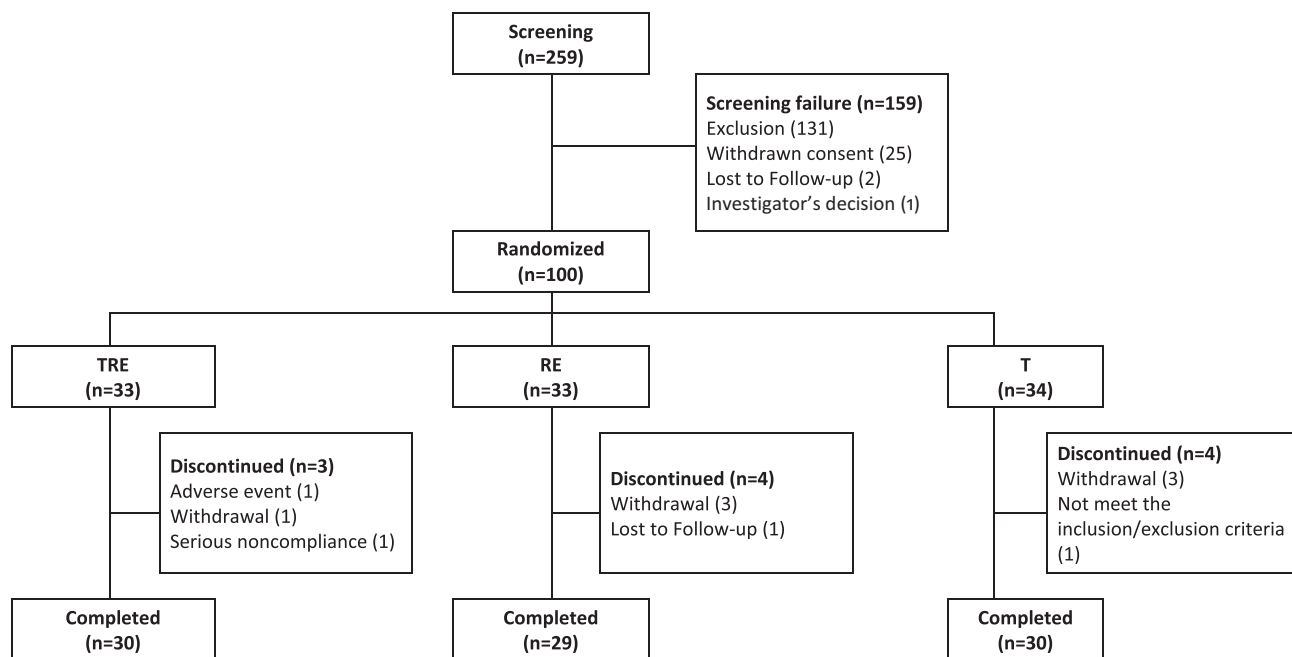 Screening
(n=259)
Screening failure (n=159)
Exclusion (131)
Withdrawn consent (25)
Lost to Follow-up (2)
Investigator's decision (1)
Randomized
(n=100)
TRE
(n=33)
RE
(n=33)
T
(n=34)
Discontinued (n=3)
Adverse event (1)
Withdrawal (1)
Serious noncompliance (1)
Discontinued (n=4)
Withdrawal (3)
Lost to Follow-up (1)
Discontinued (n=4)
Withdrawal (3)
Not meet the
inclusion/exclusion criteria
(1)
Completed
(n=30)
Completed
(n=29)
Completed
(n=30)